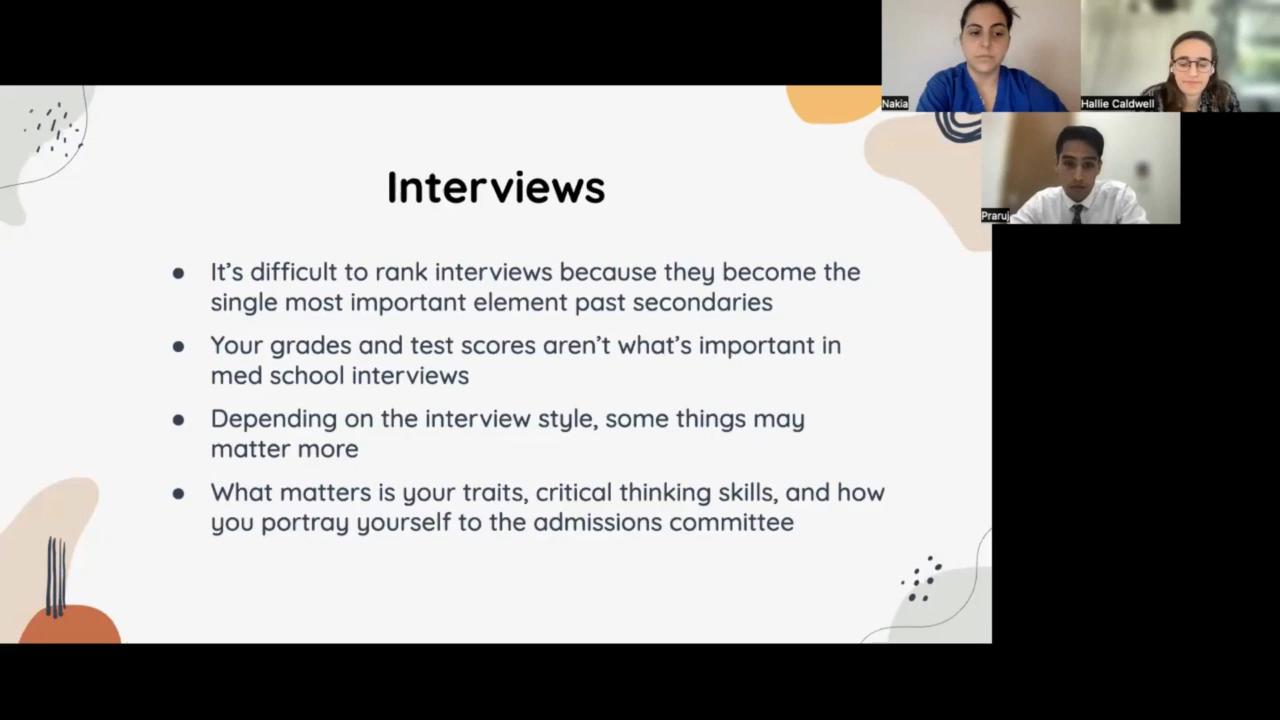 Nakia
Hallie Caldwell
Praruj
Interviews
● It's difficult to rank interviews because they become the
single most important element past secondaries
● Your grades and test scores aren't what's important in
med school interviews
● Depending on the interview style, some things may
matter more
● What matters is your traits, critical thinking skills, and how
you portray yourself to the admissions committee